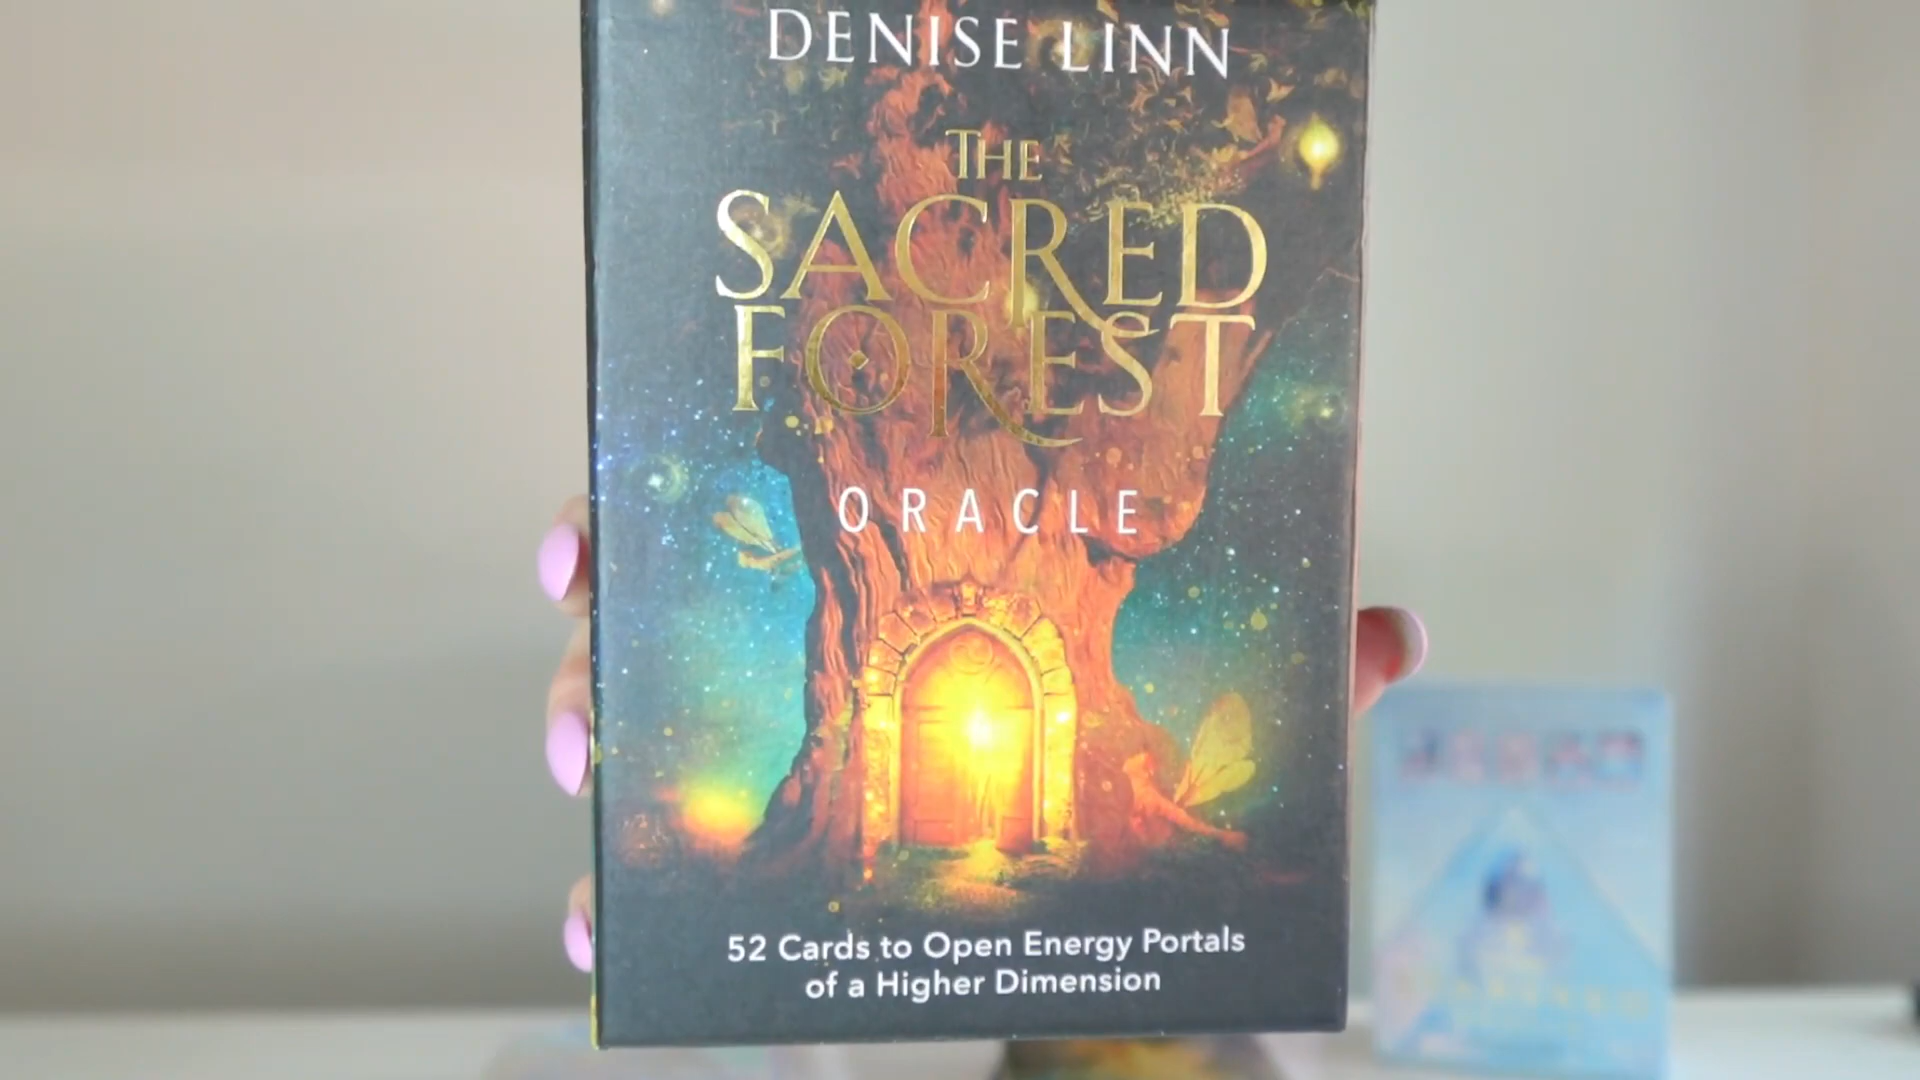 DENISE LINN
THE
SACRED
FOREST
ORACLE
52 Cards to Open Energy Portals
of a Higher Dimension